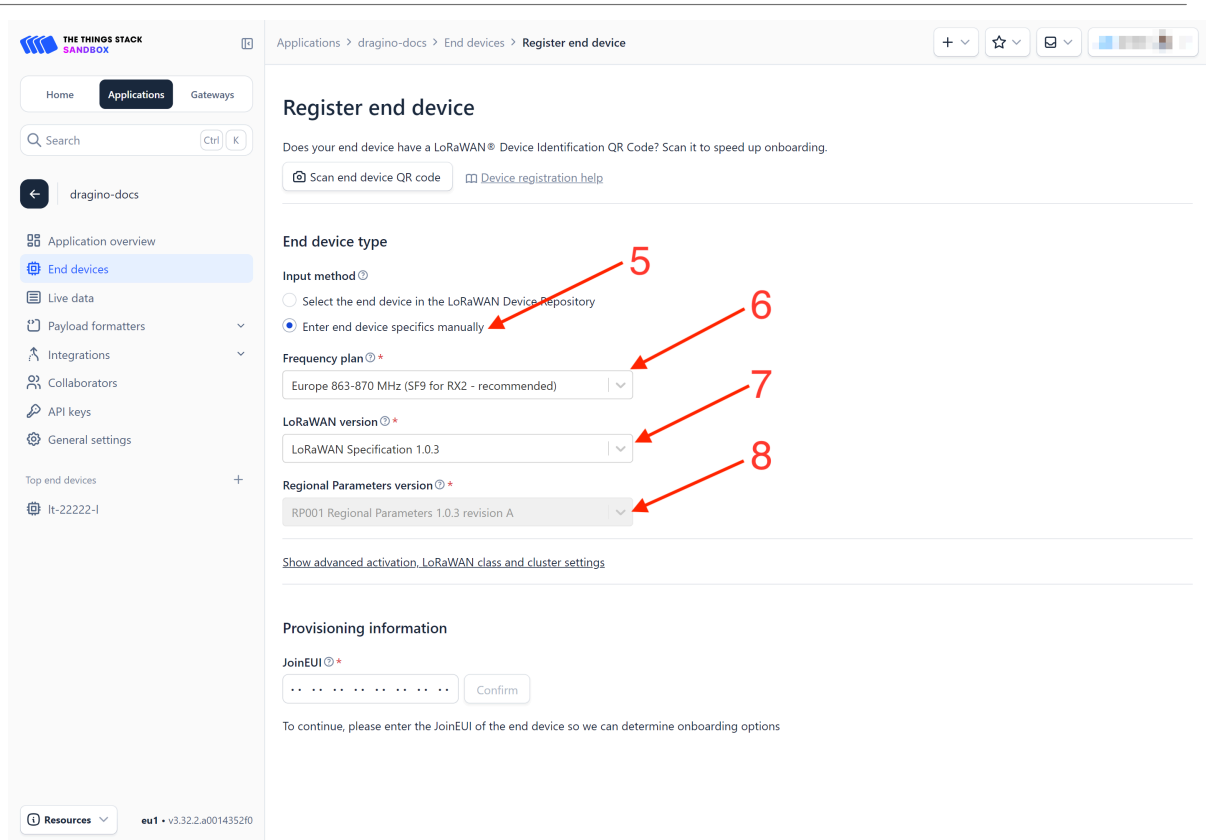 THE THINGS STACK
SANDBOX
Applications > dragino-docs > End devices > Register end device
Home Applications Gateways
Search Ctrl K
dragino-docs
Application overview
End devices
Live data
Payload formatters
Integrations
Collaborators
API keys
General settings
Top end devices +
lt-22222-l
Resources eu1 • v3.32.2.a0014352f0
Register end device
Does your end device have a LoRaWAN® Device Identification QR Code? Scan it to speed up onboarding.
Scan end device QR code Device registration help
End device type
5
Input method
Select the end device in the LoRaWAN Device Repository
6
Enter end device specifics manually
Frequency plan *
Europe 863-870 MHz (SF9 for RX2 - recommended)
7
LoRaWAN version *
LoRaWAN Specification 1.0.3
8
Regional Parameters version *
RP001 Regional Parameters 1.0.3 revision A
Show advanced activation, LoRaWAN class and cluster settings
Provisioning information
JoinEUI *
·· ·· ·· ·· ·· ·· ·· ·· Confirm
To continue, please enter the JoinEUI of the end device so we can determine onboarding options